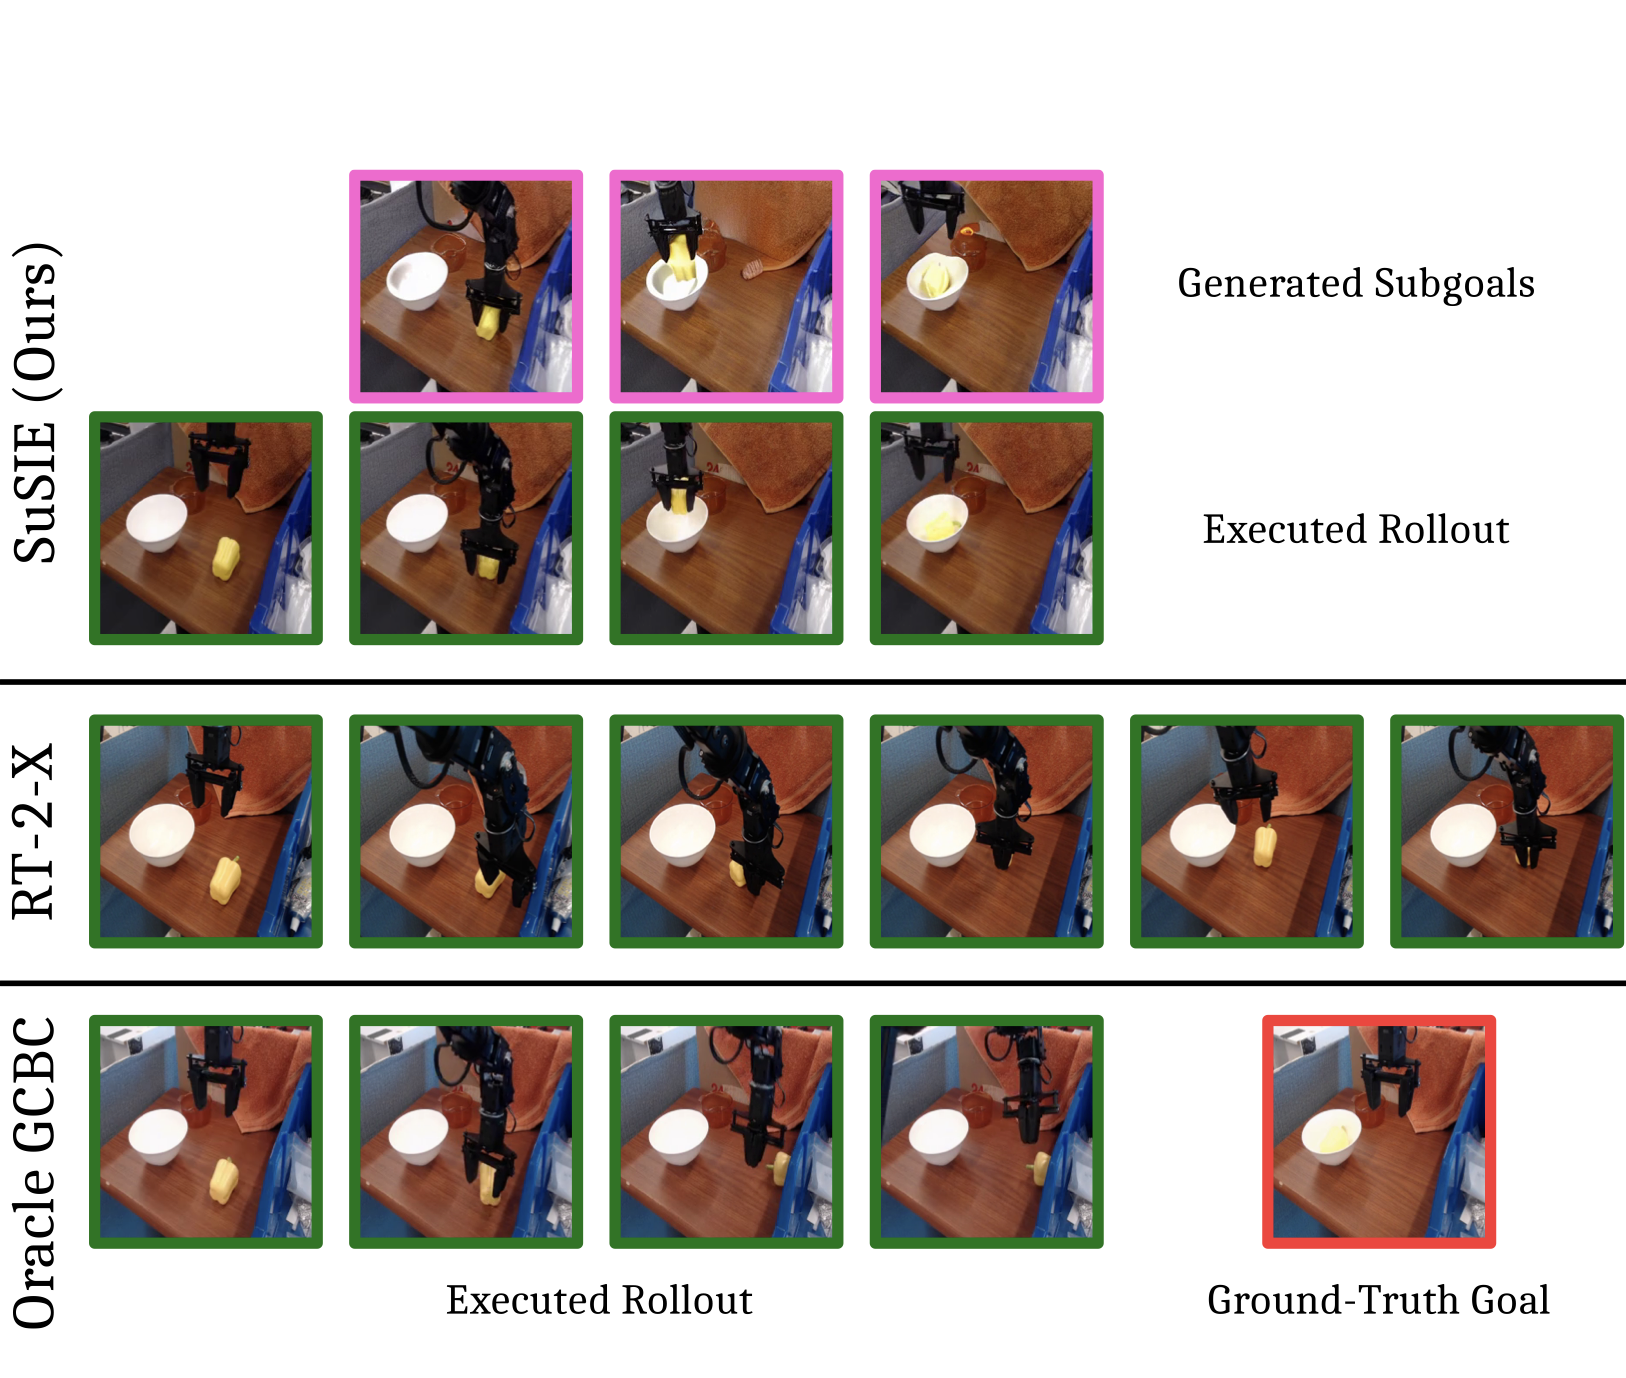 SuSIE (Ours)
Generated Subgoals
Executed Rollout
RT-2-X
Oracle GCBC
Executed Rollout
Ground-Truth Goal